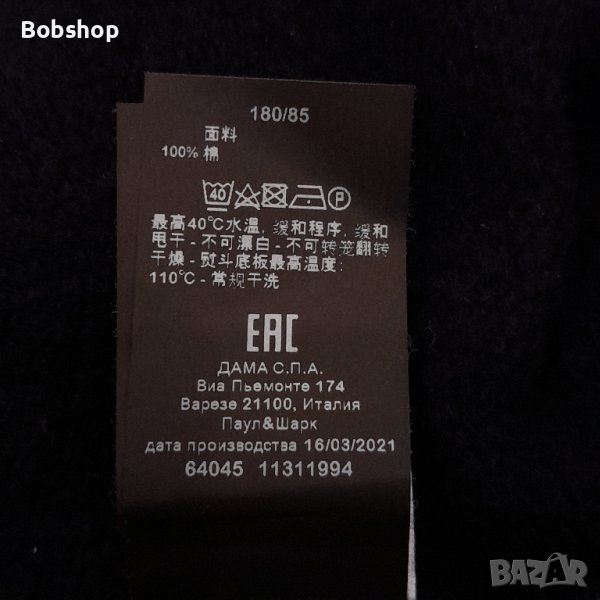 Bobshop
180/85
面料
100% 棉
40 P
最高40℃水温, 缓和程序, 缓和
甩干 - 不可漂白 - 不可转笼翻转
干燥 - 熨斗底板最高温度:
110℃ - 常规干洗
EAC
ДАМА С.П.А.
Виа Пьемонте 174
Варезе 21100, Италия
Паул&Шарк
дата производства 16/03/2021
64045 11311994
BAZAR